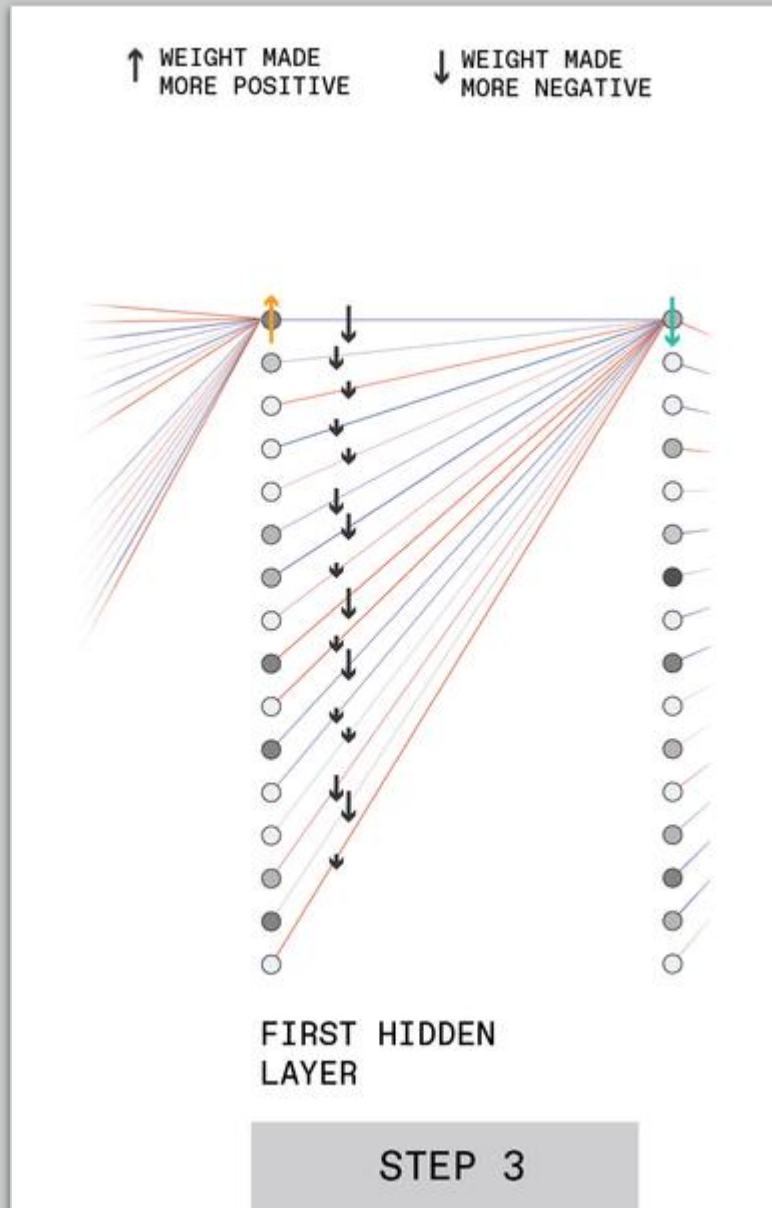 WEIGHT MADE
MORE POSITIVE
WEIGHT MADE
MORE NEGATIVE
FIRST HIDDEN
LAYER
STEP 3